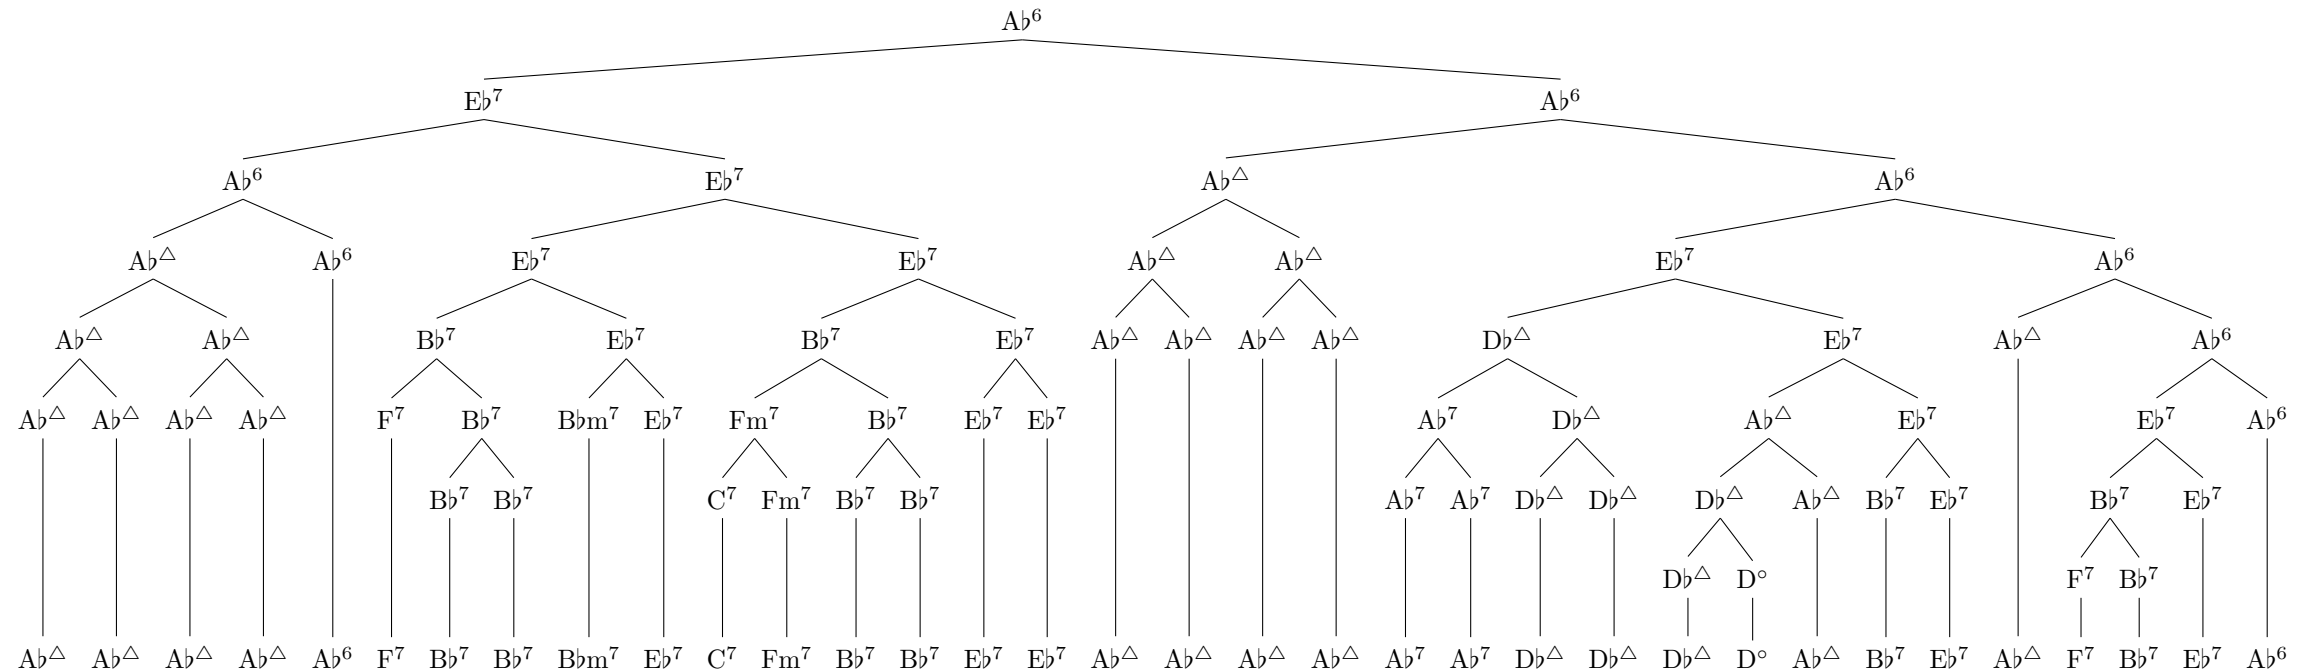 A♭⁶
E♭⁷ A♭⁶
A♭⁶ E♭⁷ A♭△ A♭⁶
A♭△ A♭⁶ E♭⁷ E♭⁷ A♭△ A♭△ E♭⁷ A♭⁶
A♭△ A♭△ B♭⁷ E♭⁷ B♭⁷ E♭⁷ A♭△ A♭△ A♭△ A♭△ D♭△ E♭⁷ A♭△ A♭⁶
A♭△ A♭△ A♭△ A♭△ F⁷ B♭⁷ B♭m⁷ E♭⁷ Fm⁷ B♭⁷ E♭⁷ E♭⁷ A♭⁷ D♭△ A♭△ E♭⁷ E♭⁷ A♭⁶
B♭⁷ B♭⁷ C⁷ Fm⁷ B♭⁷ B♭⁷ A♭⁷ A♭⁷ D♭△ D♭△ D♭△ A♭△ B♭⁷ E♭⁷ B♭⁷ E♭⁷
D♭△ D° F⁷ B♭⁷
A♭△ A♭△ A♭△ A♭△ A♭⁶ F⁷ B♭⁷ B♭⁷ B♭m⁷ E♭⁷ C⁷ Fm⁷ B♭⁷ B♭⁷ E♭⁷ E♭⁷ A♭△ A♭△ A♭△ A♭△ A♭⁷ A♭⁷ D♭△ D♭△ D♭△ D° A♭△ B♭⁷ E♭⁷ A♭△ F⁷ B♭⁷ E♭⁷ A♭⁶